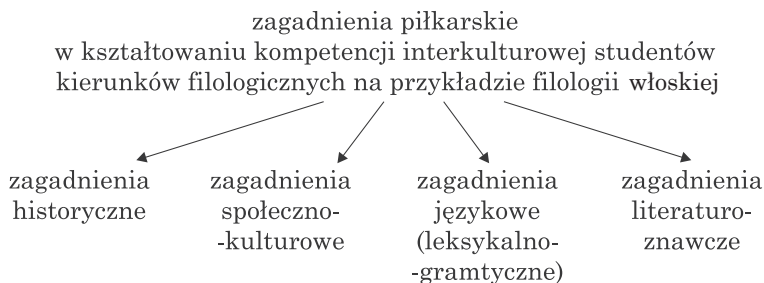 zagadnienia piłkarskie
w kształtowaniu kompetencji interkulturowej studentów
kierunków filologicznych na przykładzie filologii włoskiej
zagadnienia
historyczne
zagadnienia
społeczno-
-kulturowe
zagadnienia
językowe
(leksykalno-
-gramtyczne)
zagadnienia
literaturo-
znawcze